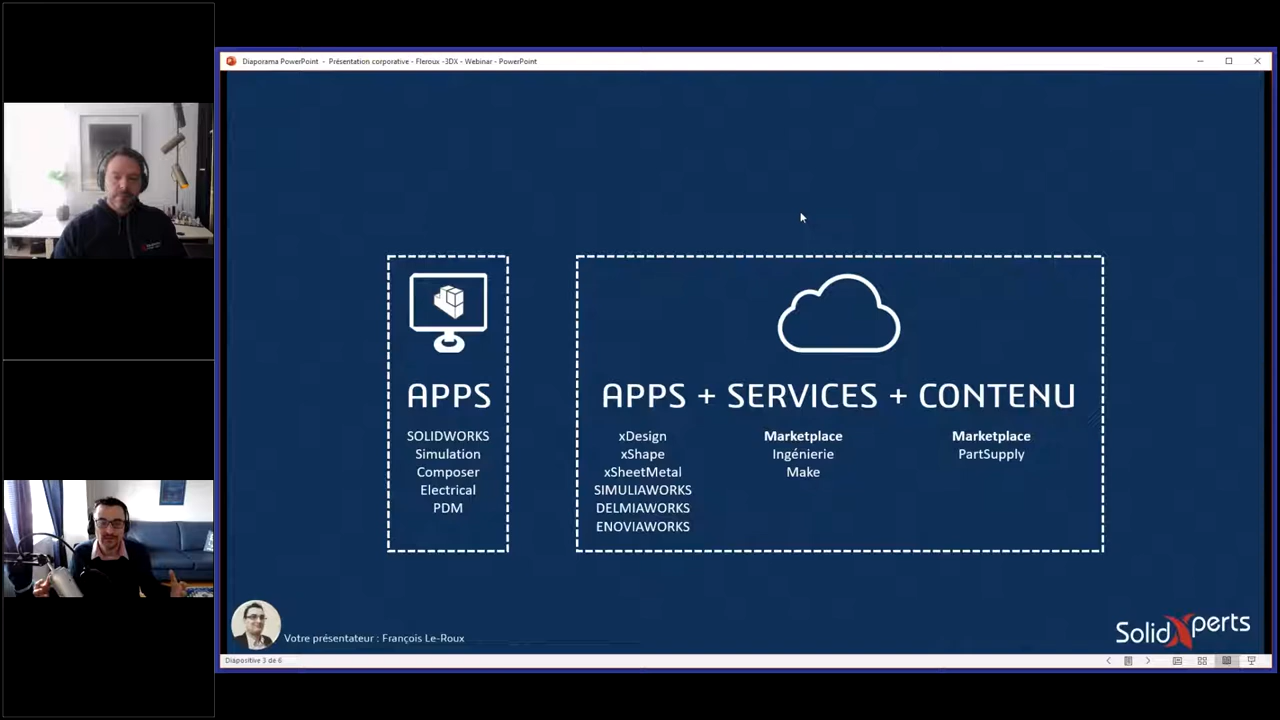 Diaporama PowerPoint - Présentation corporative - Fleroux -3DX - Webinar - PowerPoint
APPS
SOLIDWORKS
Simulation
Composer
Electrical
PDM
APPS + SERVICES + CONTENU
xDesign
xShape
xSheetMetal
SIMULIAWORKS
DELMIAWORKS
ENOVIAWORKS
Marketplace
Ingénierie
Make
Marketplace
PartSupply
Votre présentateur : François Le-Roux
SolidXperts
Diapositive 3 de 6